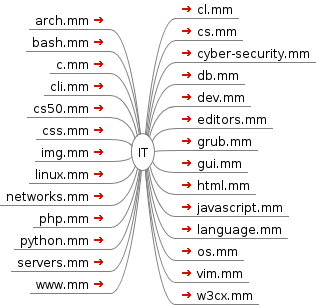 arch.mm
bash.mm
c.mm
cli.mm
cs50.mm
css.mm
img.mm
linux.mm
networks.mm
php.mm
python.mm
servers.mm
www.mm
IT
cl.mm
cs.mm
cyber-security.mm
db.mm
dev.mm
editors.mm
grub.mm
gui.mm
html.mm
javascript.mm
language.mm
os.mm
vim.mm
w3cx.mm